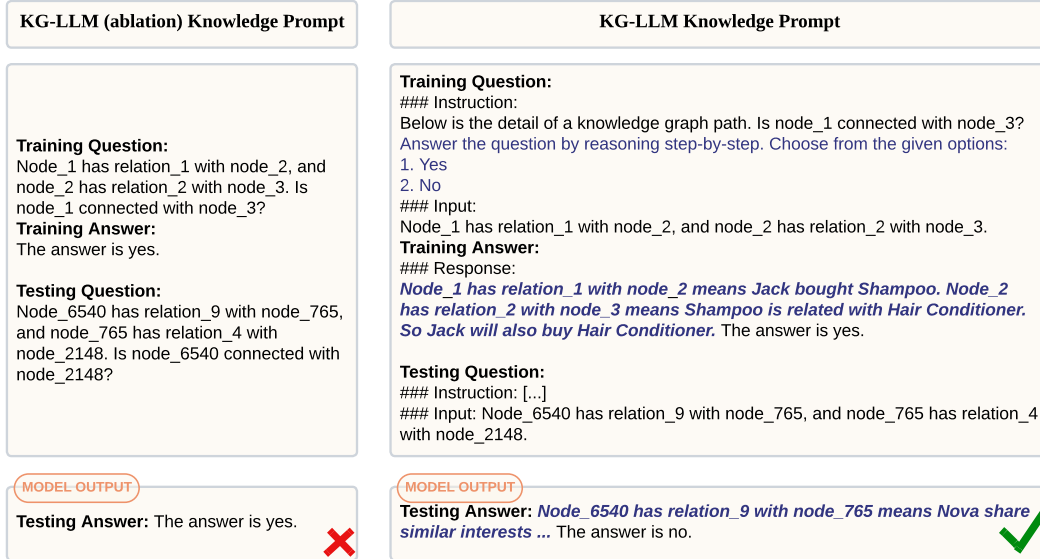 KG-LLM (ablation) Knowledge Prompt
Training Question:
Node_1 has relation_1 with node_2, and
node_2 has relation_2 with node_3. Is
node_1 connected with node_3?
Training Answer:
The answer is yes.
Testing Question:
Node_6540 has relation_9 with node_765,
and node_765 has relation_4 with
node_2148. Is node_6540 connected with
node_2148?
MODEL OUTPUT
Testing Answer: The answer is yes.
KG-LLM Knowledge Prompt
Training Question:
### Instruction:
Below is the detail of a knowledge graph path. Is node_1 connected with node_3?
Answer the question by reasoning step-by-step. Choose from the given options:
1. Yes
2. No
### Input:
Node_1 has relation_1 with node_2, and node_2 has relation_2 with node_3.
Training Answer:
### Response:
Node_1 has relation_1 with node_2 means Jack bought Shampoo. Node_2
has relation_2 with node_3 means Shampoo is related with Hair Conditioner.
So Jack will also buy Hair Conditioner. The answer is yes.
Testing Question:
### Instruction: [...]
### Input: Node_6540 has relation_9 with node_765, and node_765 has relation_4
with node_2148.
MODEL OUTPUT
Testing Answer: Node_6540 has relation_9 with node_765 means Nova share
similar interests ... The answer is no.